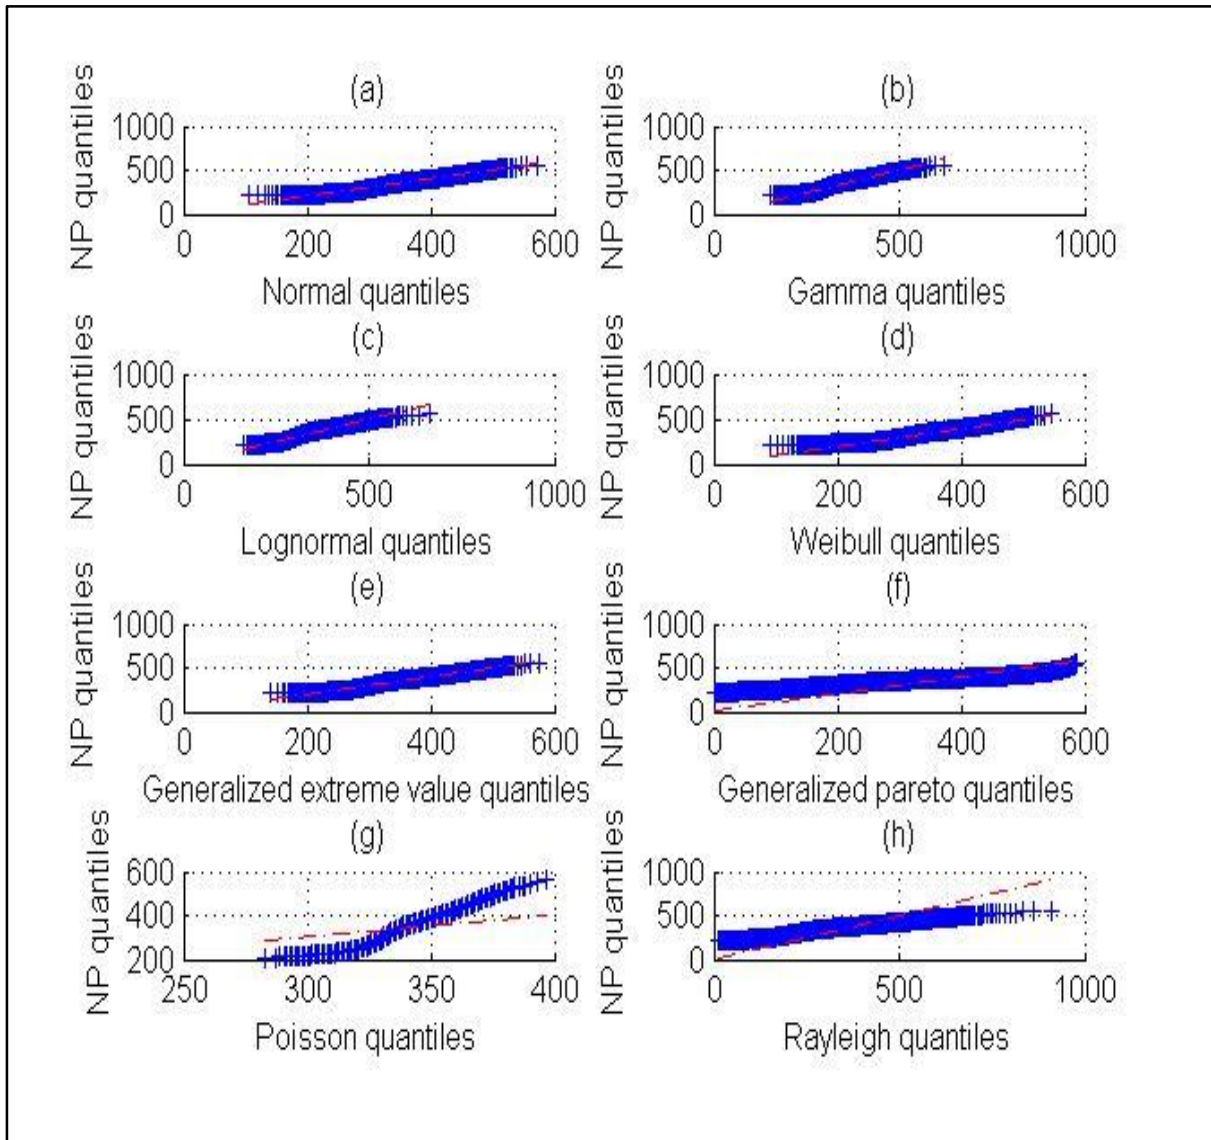 (a)
NP quantiles
1000
500
0
0 200 400 600
Normal quantiles
(b)
NP quantiles
1000
500
0
0 500 1000
Gamma quantiles
(c)
NP quantiles
1000
500
0
0 500 1000
Lognormal quantiles
(d)
NP quantiles
1000
500
0
0 200 400 600
Weibull quantiles
(e)
NP quantiles
1000
500
0
0 200 400 600
Generalized extreme value quantiles
(f)
NP quantiles
1000
500
0
0 200 400 600
Generalized pareto quantiles
(g)
NP quantiles
600
400
200
250 300 350 400
Poisson quantiles
(h)
NP quantiles
1000
500
0
0 500 1000
Rayleigh quantiles